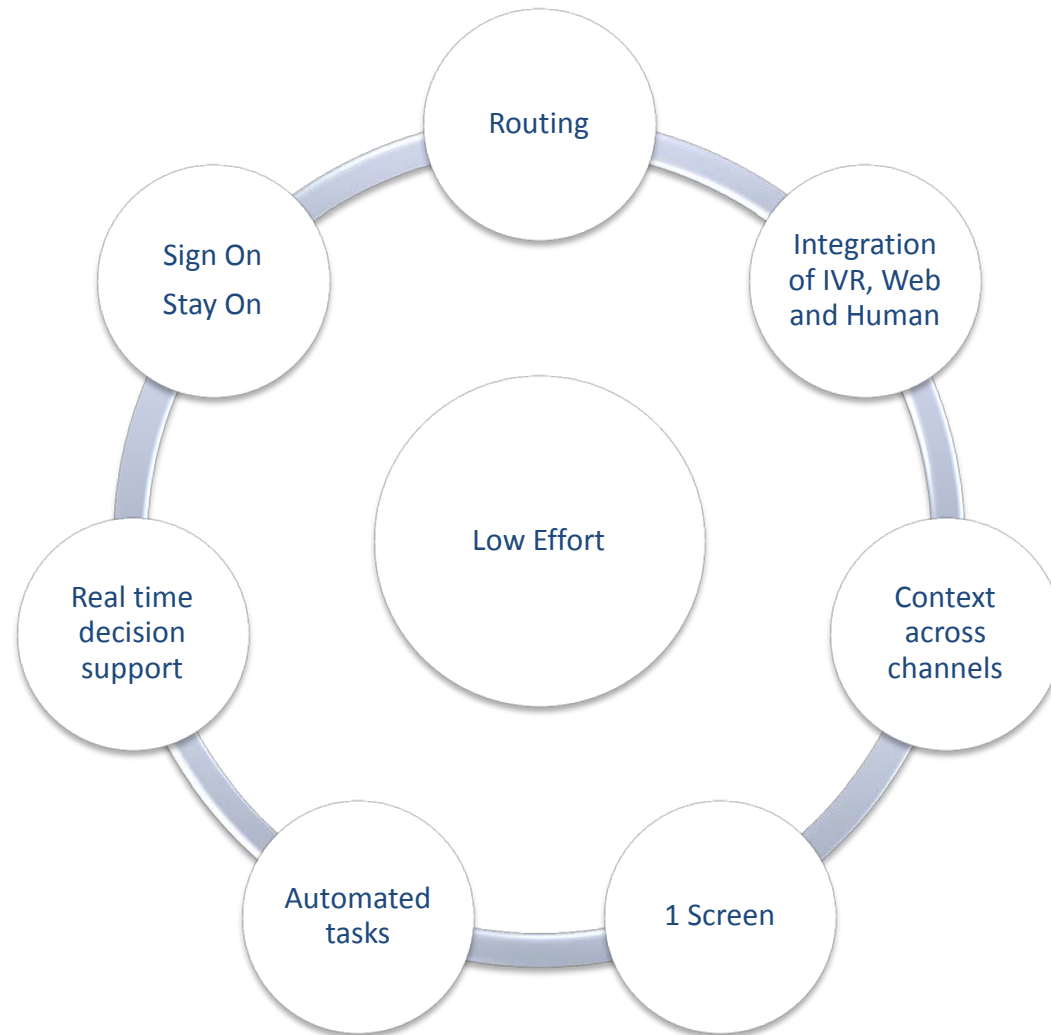 Routing
Integration
of IVR, Web
and Human
Context
across
channels
1 Screen
Automated
tasks
Real time
decision
support
Sign On
Stay On
Low Effort